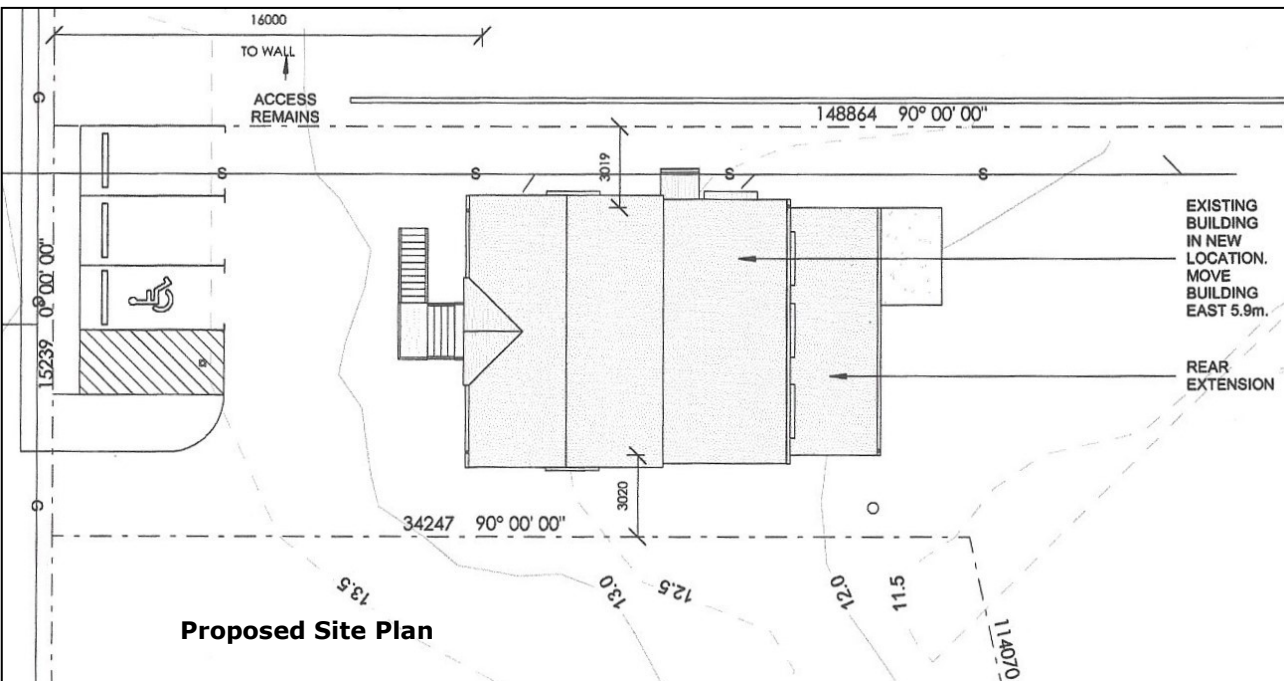 16000
TO WALL
ACCESS
REMAINS
148864 90° 00' 00"
3019
G
S
S
S
S
15239 0° 00' 00"
G
EXISTING
BUILDING
IN NEW
LOCATION.
MOVE
BUILDING
EAST 5.9m.
REAR
EXTENSION
3020
G
34247 90° 00' 00"
13.5
13.0
12.5
12.0
11.5
114070
Proposed Site Plan